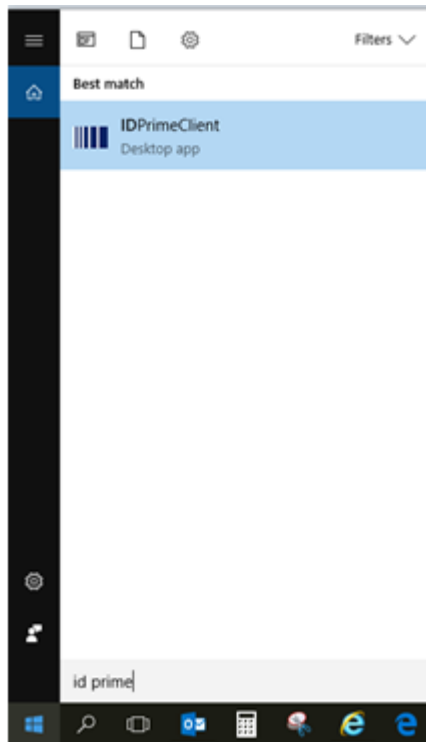 Filters
Best match
IDPrimeClient
Desktop app
id prime